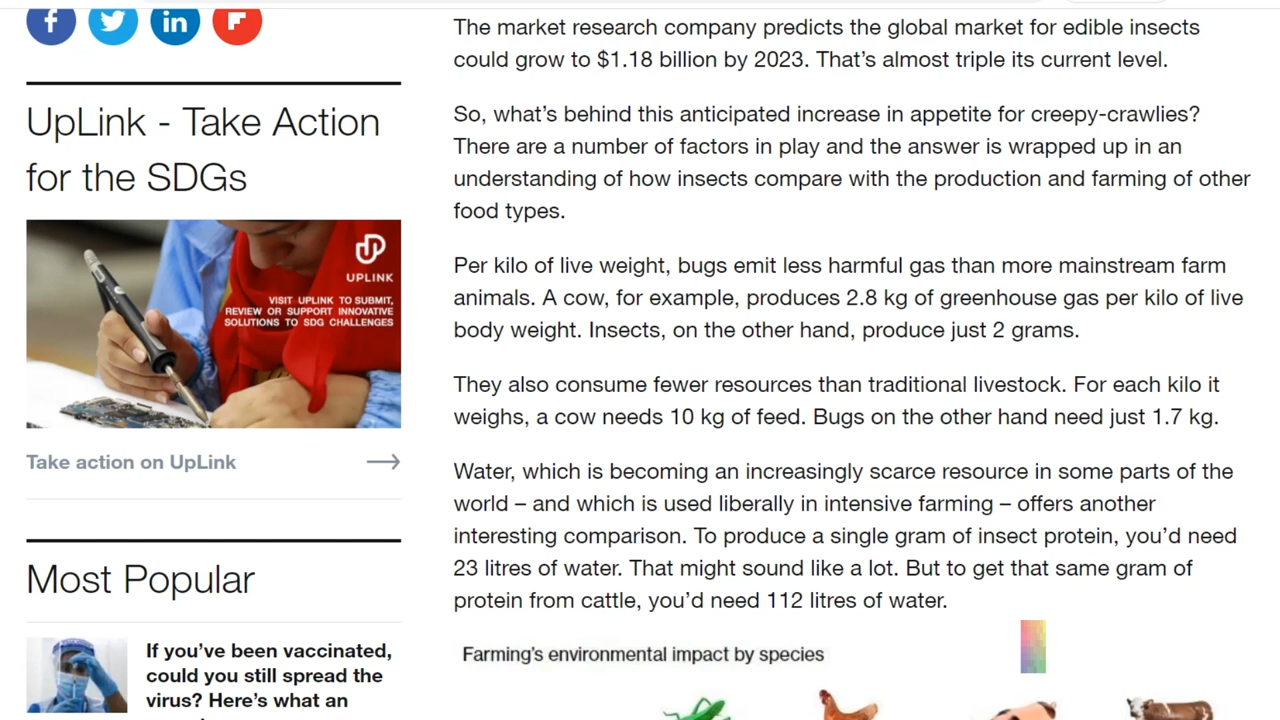 The market research company predicts the global market for edible insects
could grow to $1.18 billion by 2023. That’s almost triple its current level.
So, what’s behind this anticipated increase in appetite for creepy-crawlies?
There are a number of factors in play and the answer is wrapped up in an
understanding of how insects compare with the production and farming of other
food types.
Per kilo of live weight, bugs emit less harmful gas than more mainstream farm
animals. A cow, for example, produces 2.8 kg of greenhouse gas per kilo of live
body weight. Insects, on the other hand, produce just 2 grams.
They also consume fewer resources than traditional livestock. For each kilo it
weighs, a cow needs 10 kg of feed. Bugs on the other hand need just 1.7 kg.
Water, which is becoming an increasingly scarce resource in some parts of the
world – and which is used liberally in intensive farming – offers another
interesting comparison. To produce a single gram of insect protein, you’d need
23 litres of water. That might sound like a lot. But to get that same gram of
protein from cattle, you’d need 112 litres of water.
Farming’s environmental impact by species
UpLink - Take Action
for the SDGs
UPLINK
VISIT UPLINK TO SUBMIT,
REVIEW OR SUPPORT INNOVATIVE
SOLUTIONS TO SDG CHALLENGES
Take action on UpLink
Most Popular
If you’ve been vaccinated,
could you still spread the
virus? Here’s what an